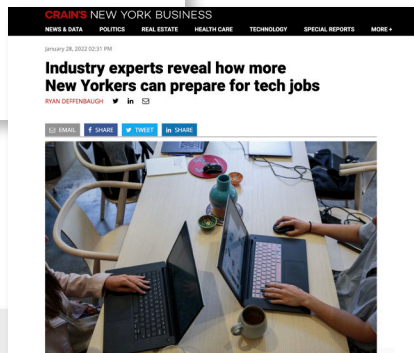 CRAIN'S NEW YORK BUSINESS
NEWS & DATA POLITICS REAL ESTATE HEALTH CARE TECHNOLOGY SPECIAL REPORTS MORE +
January 28, 2022 02:31 PM
Industry experts reveal how more
New Yorkers can prepare for tech jobs
RYAN DEFFENBAUGH
EMAIL SHARE TWEET SHARE